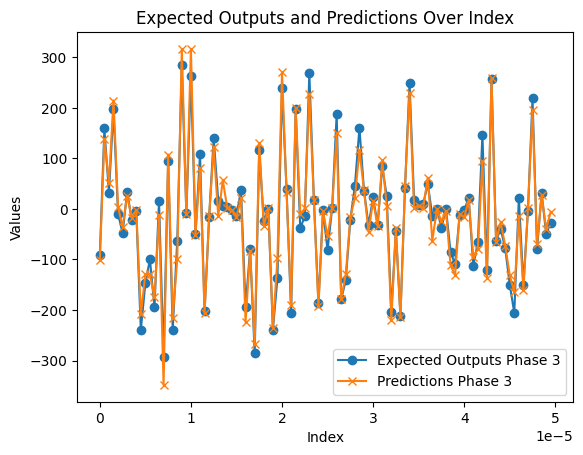 Expected Outputs and Predictions Over Index
Values
300
200
100
0
−100
−200
−300
Expected Outputs Phase 3
Predictions Phase 3
0 1 2 3 4 5
1e−5
Index